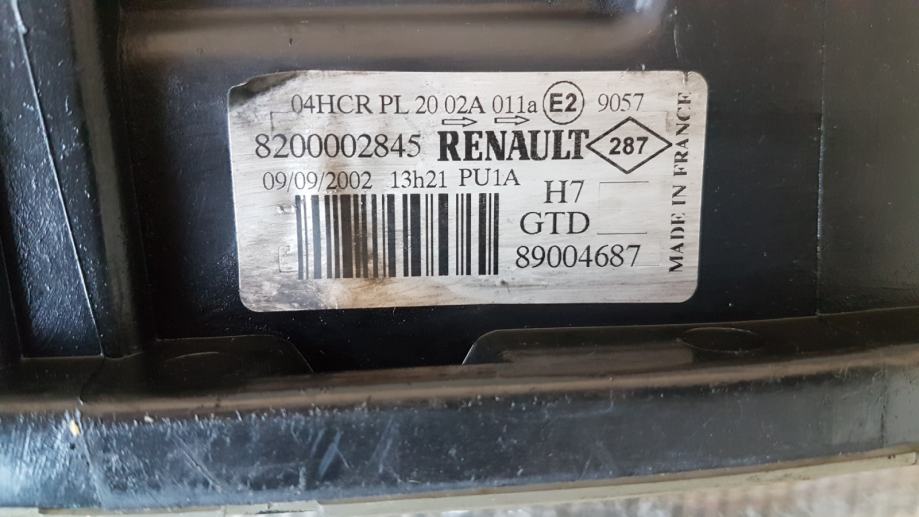 04HCR PL 20 02A 011a E2 9057
8200002845 RENAULT 287
09/09/2002 13h21 PU1A
H7
GTD
89004687
MADE IN FRANCE